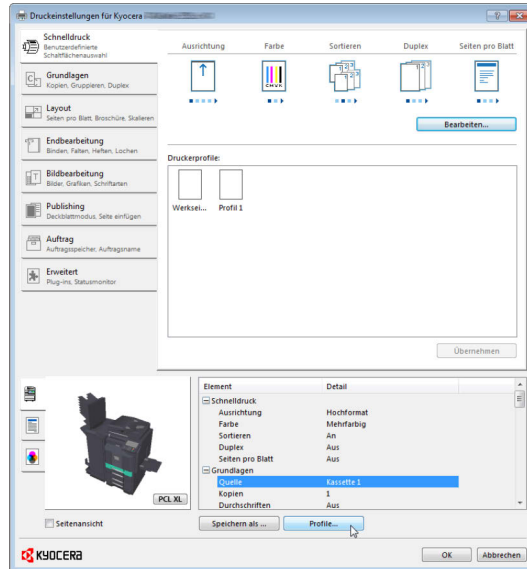 Druckeinstellungen für Kyocera
Schnelldruck
Benutzerdefinierte
Schaltflächenauswahl
Grundlagen
Kopien, Gruppieren, Duplex
Layout
Seiten pro Blatt, Broschüre, Skalieren
Endbearbeitung
Binden, Falten, Heften, Lochen
Bildbearbeitung
Bilder, Grafiken, Schriftarten
Publishing
Deckblattmodus, Seite einfügen
Auftrag
Auftragsspeicher, Auftragsname
Erweitert
Plug-ins, Statusmonitor
Ausrichtung Farbe Sortieren Duplex Seiten pro Blatt
CMYK
Bearbeiten...
Druckerprofile:
Werksei... Profil 1
Übernehmen
PCL XL
Seitenansicht
Element Detail
Schnelldruck
Ausrichtung Hochformat
Farbe Mehrfarbig
Sortieren An
Duplex Aus
Seiten pro Blatt Aus
Grundlagen
Quelle Kassette 1
Kopien 1
Durchschriften Aus
Speichern als ... Profile...
KYOCERA
OK Abbrechen